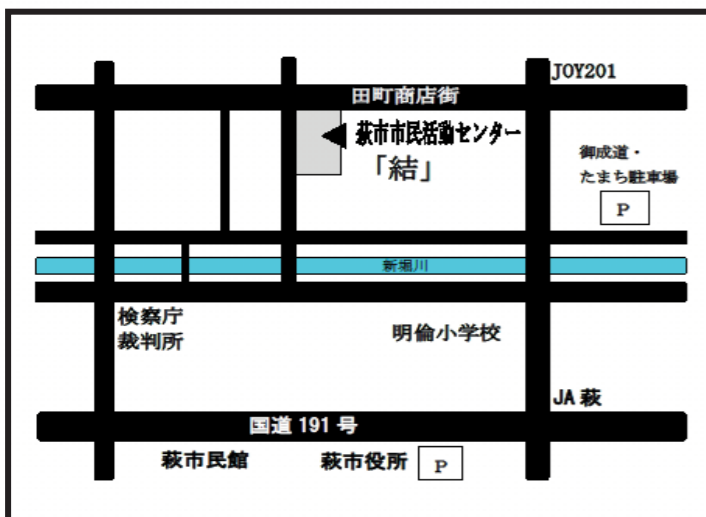 JOY201
田町商店街
萩市市民活動センター
「結」
御成道・
たまち駐車場
P
新堀川
検察庁
裁判所
明倫小学校
JA 萩
国道 191 号
萩市民館
萩市役所
P